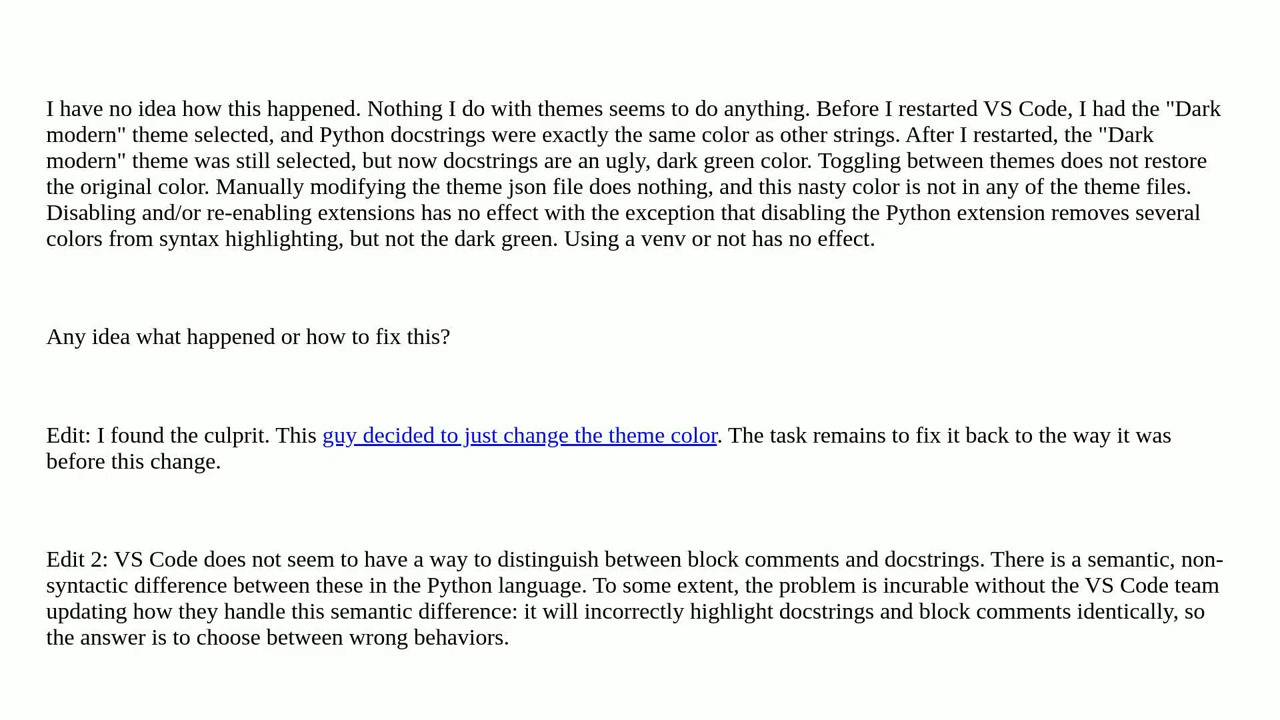 I have no idea how this happened. Nothing I do with themes seems to do anything. Before I restarted VS Code, I had the "Dark
modern" theme selected, and Python docstrings were exactly the same color as other strings. After I restarted, the "Dark
modern" theme was still selected, but now docstrings are an ugly, dark green color. Toggling between themes does not restore
the original color. Manually modifying the theme json file does nothing, and this nasty color is not in any of the theme files.
Disabling and/or re-enabling extensions has no effect with the exception that disabling the Python extension removes several
colors from syntax highlighting, but not the dark green. Using a venv or not has no effect.
Any idea what happened or how to fix this?
Edit: I found the culprit. This guy decided to just change the theme color. The task remains to fix it back to the way it was
before this change.
Edit 2: VS Code does not seem to have a way to distinguish between block comments and docstrings. There is a semantic, non-
syntactic difference between these in the Python language. To some extent, the problem is incurable without the VS Code team
updating how they handle this semantic difference: it will incorrectly highlight docstrings and block comments identically, so
the answer is to choose between wrong behaviors.